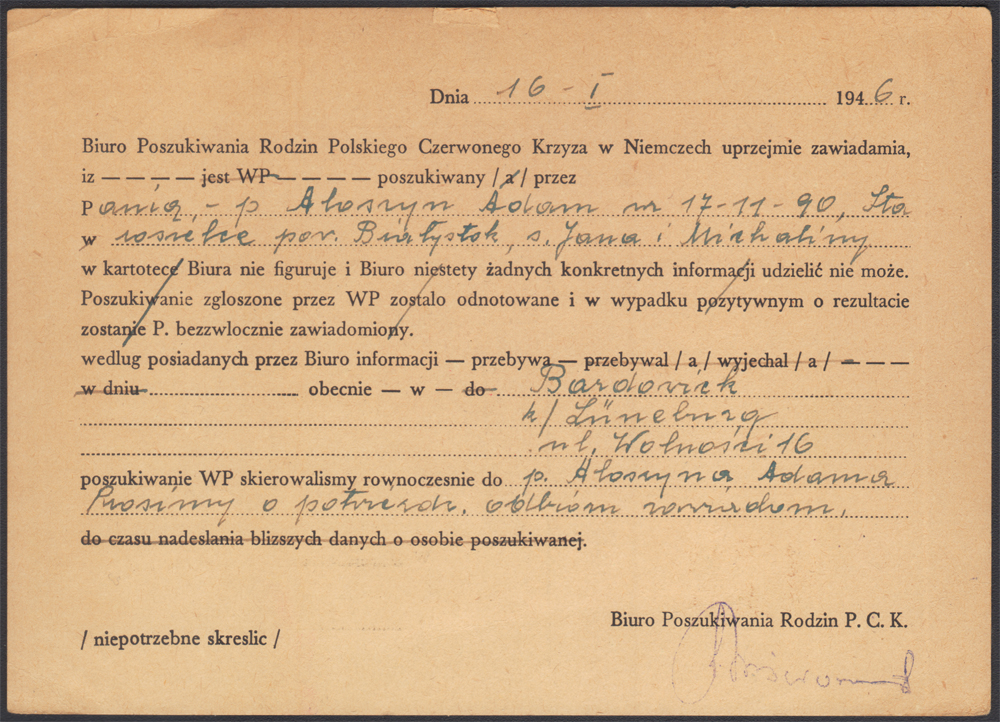 Dnia 16 - I 1946 r.
Biuro Poszukiwania Rodzin Polskiego Czerwonego Krzyza w Niemczech uprzejmie zawiadamia,
iz — — — — jest WP — — — — poszukiwany / a / przez
Panią, - p Ałoszyn Adam ur 17-11-90, Sta
w rosielce pow. Białystok, s. Jana i Michaliny
w kartotece Biura nie figuruje i Biuro niestety żadnych konkretnych informacji udzielić nie może.
Poszukiwanie zgloszone przez WP zostalo odnotowane i w wypadku pozytywnym o rezultacie
zostanie P. bezzwlocznie zawiadomiony.
wedlug posiadanych przez Biuro informacji — przebywa — przebywal / a / wyjechal / a / — — — —
w dniu obecnie — w — do Bardowick
k/ Lüneburg
ul. Wolności 16
poszukiwanie WP skierowalismy rownoczesnie do p. Ałoszyna Adama
Prosimy o potwierdz. odbioru zawiadom.
do czasu nadeslania blizszych danych o osobie poszukiwanej.
Biuro Poszukiwania Rodzin P. C. K.
/ niepotrzebne skreslic /